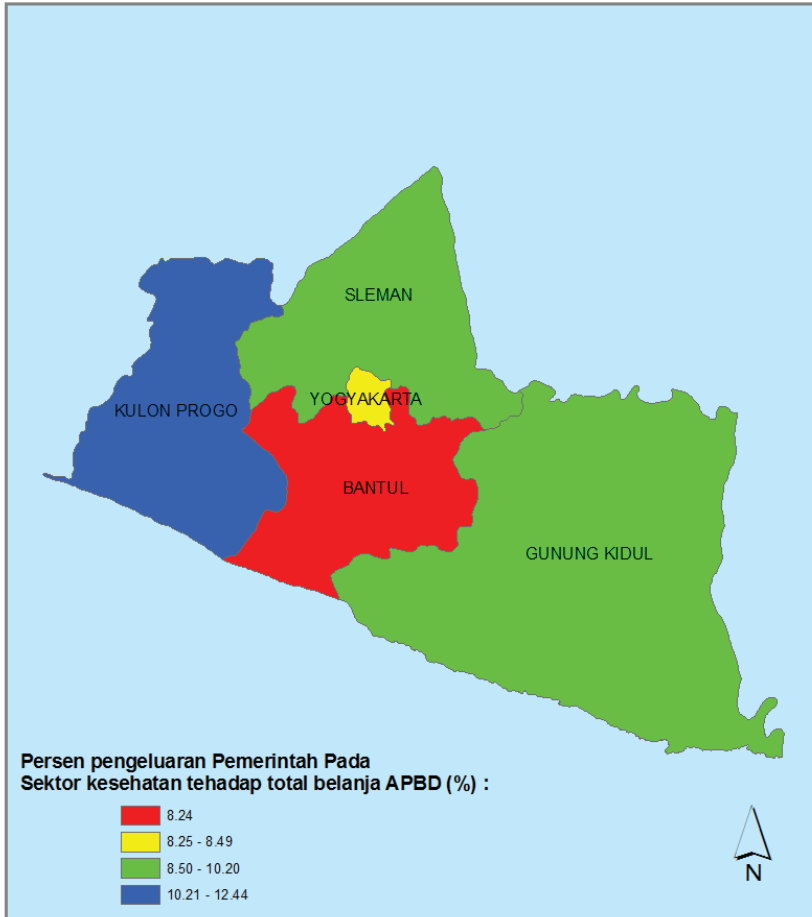 SLEMAN
YOGYAKARTA
KULON PROGO
BANTUL
GUNUNG KIDUL
Persen pengeluaran Pemerintah Pada
Sektor kesehatan tehadap total belanja APBD (%) :
8.24
8.25 - 8.49
8.50 - 10.20
10.21 - 12.44
N